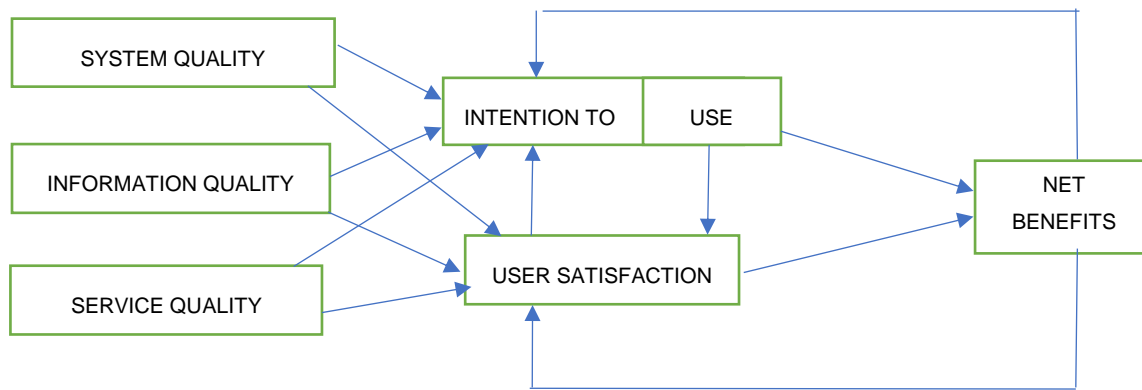 SYSTEM QUALITY
INTENTION TO
USE
INFORMATION QUALITY
NET
BENEFITS
USER SATISFACTION
SERVICE QUALITY